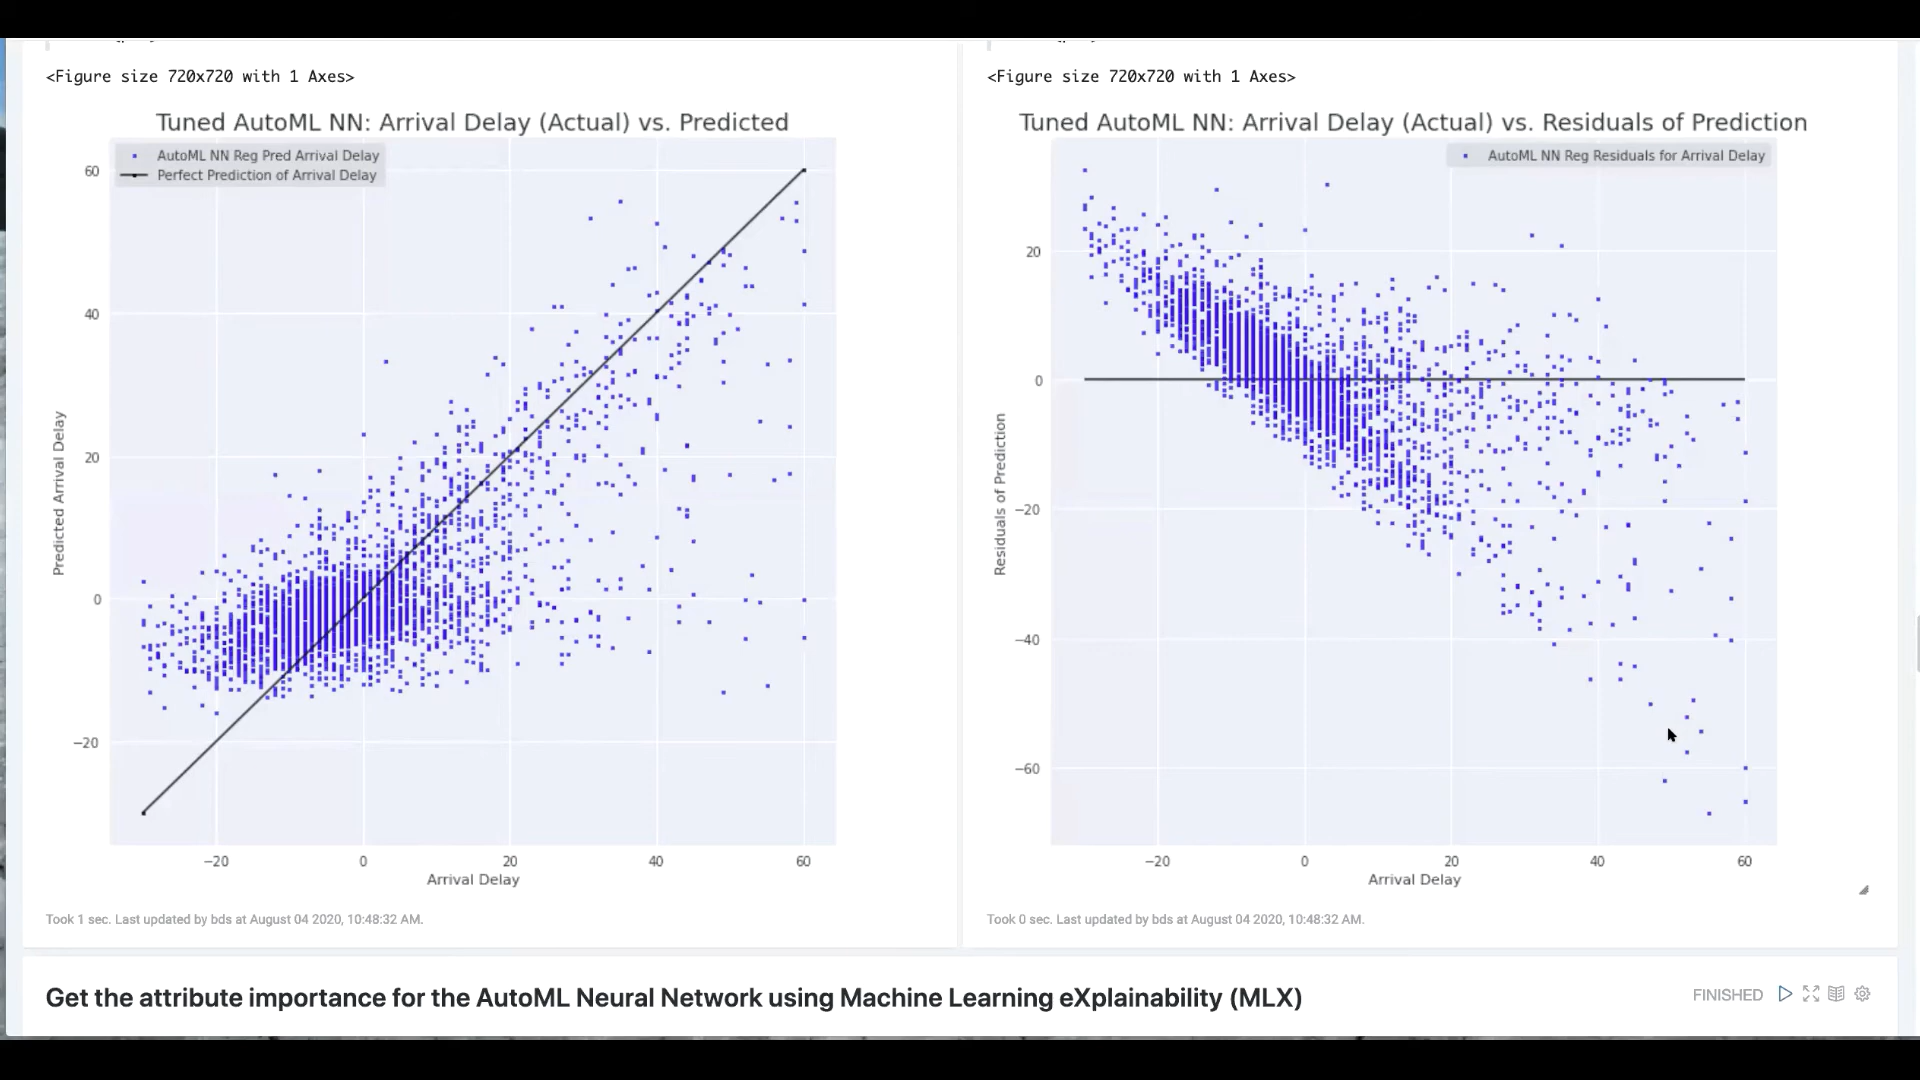 <Figure size 720x720 with 1 Axes>
Tuned AutoML NN: Arrival Delay (Actual) vs. Predicted
AutoML NN Reg Pred Arrival Delay
Perfect Prediction of Arrival Delay
60
40
20
0
−20
Predicted Arrival Delay
−20 0 20 40 60
Arrival Delay
Took 1 sec. Last updated by bds at August 04 2020, 10:48:32 AM.
<Figure size 720x720 with 1 Axes>
Tuned AutoML NN: Arrival Delay (Actual) vs. Residuals of Prediction
AutoML NN Reg Residuals for Arrival Delay
20
0
−20
−40
−60
Residuals of Prediction
−20 0 20 40 60
Arrival Delay
Took 0 sec. Last updated by bds at August 04 2020, 10:48:32 AM.
Get the attribute importance for the AutoML Neural Network using Machine Learning eXplainability (MLX)
FINISHED